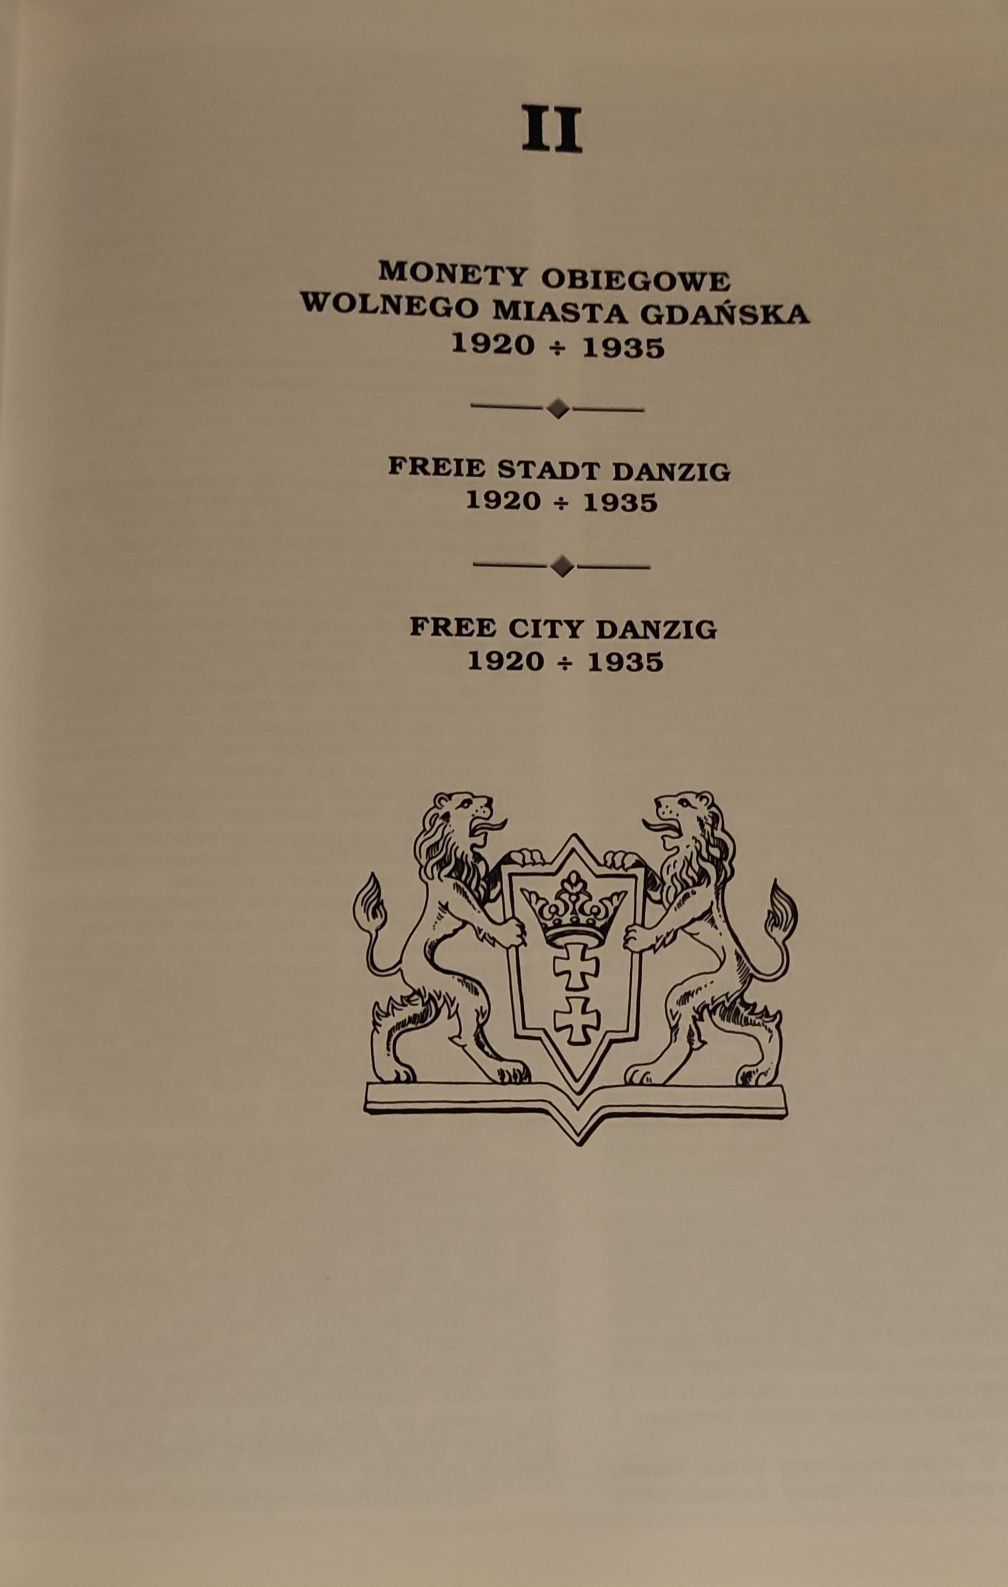 II
MONETY OBIEGOWE
WOLNEGO MIASTA GDAŃSKA
1920 ÷ 1935
FREIE STADT DANZIG
1920 ÷ 1935
FREE CITY DANZIG
1920 ÷ 1935